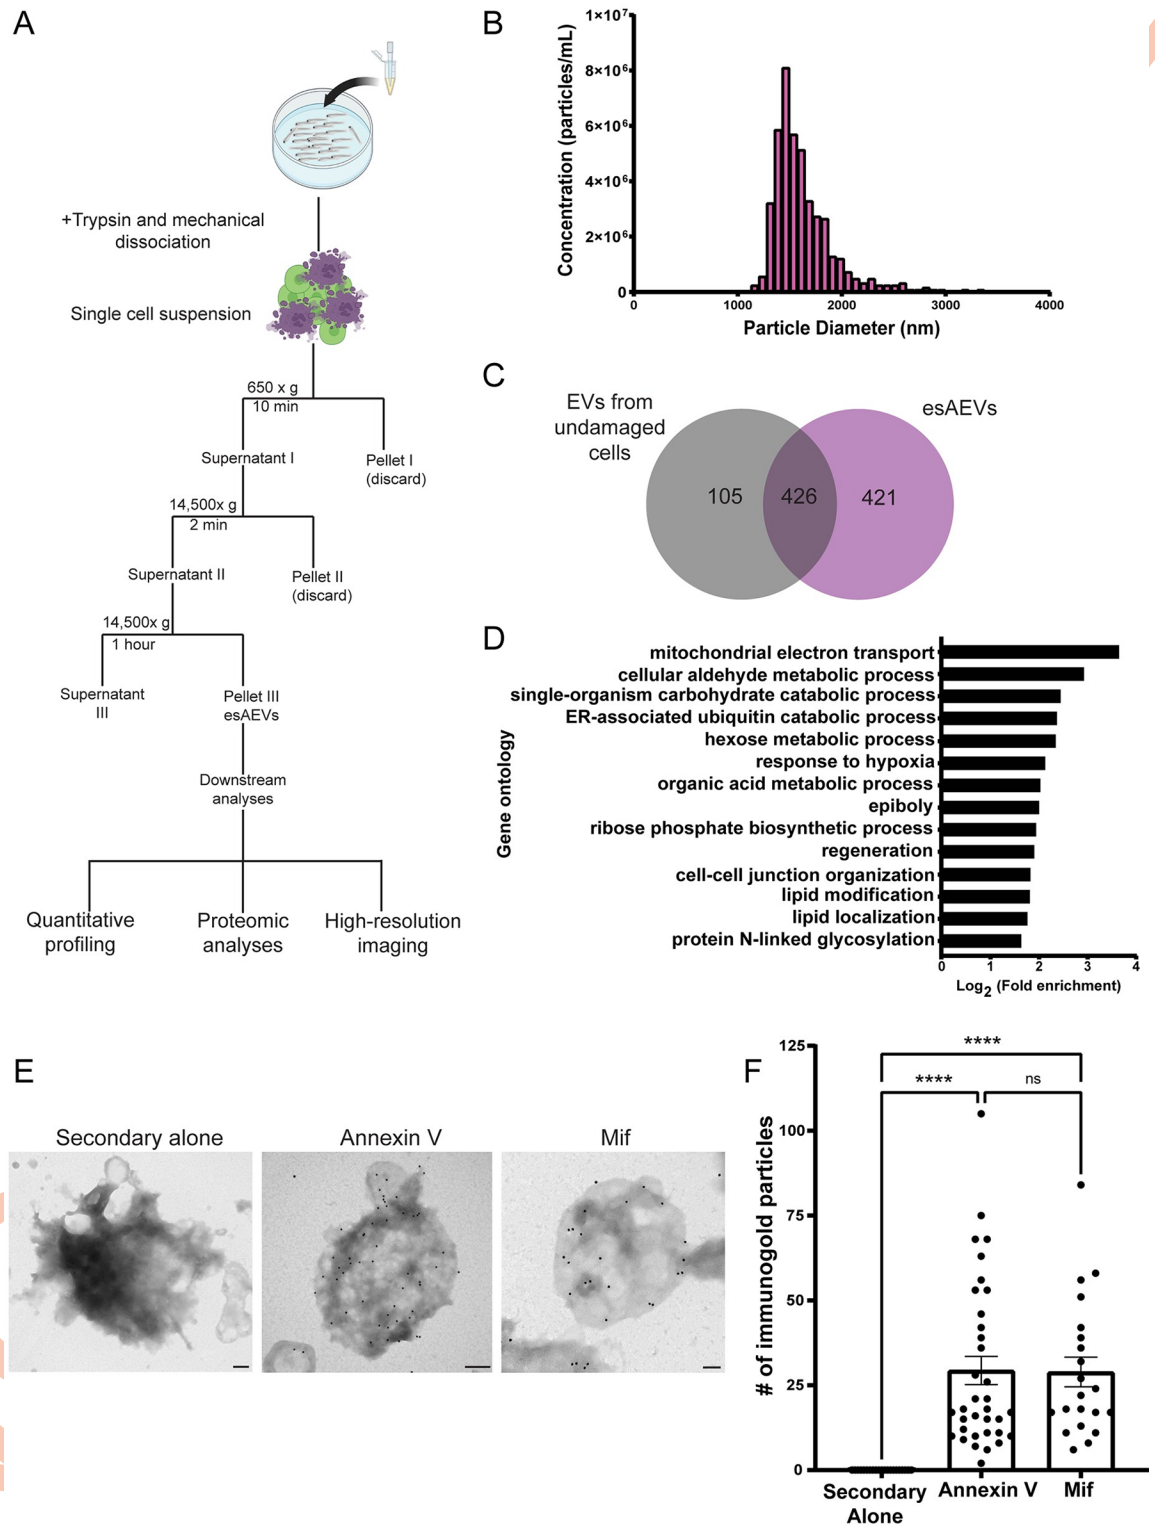 A
+Trypsin and mechanical
dissociation
Single cell suspension
650 x g
10 min
Supernatant I
Pellet I
(discard)
14,500x g
2 min
Supernatant II
Pellet II
(discard)
14,500x g
1 hour
Supernatant
III
Pellet III
esAEVs
Downstream
analyses
Quantitative
profiling
Proteomic
analyses
High-resolution
imaging
B
Concentration (particles/mL)
1×10⁷
8×10⁶
6×10⁶
4×10⁶
2×10⁶
0
0
1000
2000
3000
4000
Particle Diameter (nm)
C
EVs from
undamaged
cells
esAEVs
105
426
421
D
Gene ontology
mitochondrial electron transport
cellular aldehyde metabolic process
single-organism carbohydrate catabolic process
ER-associated ubiquitin catabolic process
hexose metabolic process
response to hypoxia
organic acid metabolic process
epiboly
ribose phosphate biosynthetic process
regeneration
cell-cell junction organization
lipid modification
lipid localization
protein N-linked glycosylation
0
1
2
3
4
Log₂ (Fold enrichment)
E
Secondary alone
Annexin V
Mif
F
# of immunogold particles
125
100
75
50
25
0
****
****
ns
Secondary
Alone
Annexin V
Mif